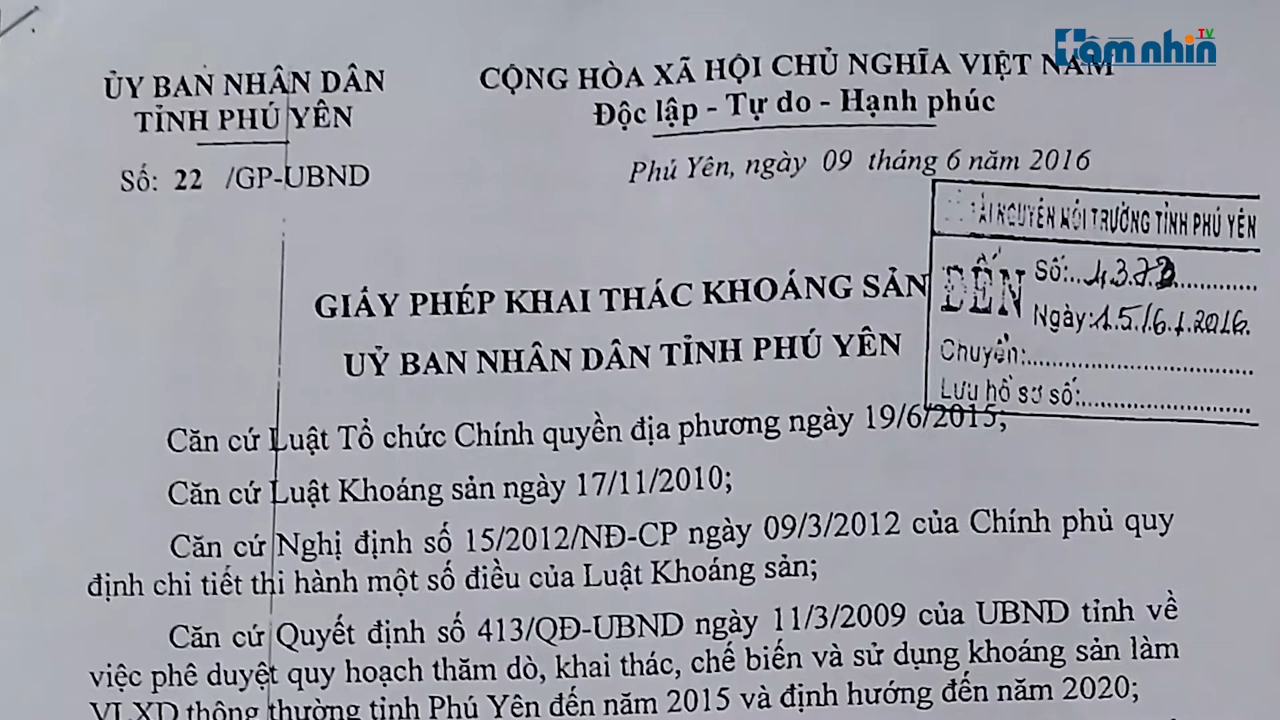 Tầm nhìn TV
ỦY BAN NHÂN DÂN
TỈNH PHÚ YÊN
Số: 22 /GP-UBND
CỘNG HÒA XÃ HỘI CHỦ NGHĨA VIỆT NAM
Độc lập - Tự do - Hạnh phúc
Phú Yên, ngày 09 tháng 6 năm 2016
TÀI NGUYÊN MÔI TRƯỜNG TỈNH PHÚ YÊN
ĐẾN
Số:
Ngày: 15/6/2016
Chuyển:
Lưu hồ sơ số:
GIẤY PHÉP KHAI THÁC KHOÁNG SẢN
UỶ BAN NHÂN DÂN TỈNH PHÚ YÊN
Căn cứ Luật Tổ chức Chính quyền địa phương ngày 19/6/2015;
Căn cứ Luật Khoáng sản ngày 17/11/2010;
Căn cứ Nghị định số 15/2012/NĐ-CP ngày 09/3/2012 của Chính phủ quy
định chi tiết thi hành một số điều của Luật Khoáng sản;
Căn cứ Quyết định số 413/QĐ-UBND ngày 11/3/2009 của UBND tỉnh về
việc phê duyệt quy hoạch thăm dò, khai thác, chế biến và sử dụng khoáng sản làm
VLXD thông thường tỉnh Phú Yên đến năm 2015 và định hướng đến năm 2020;